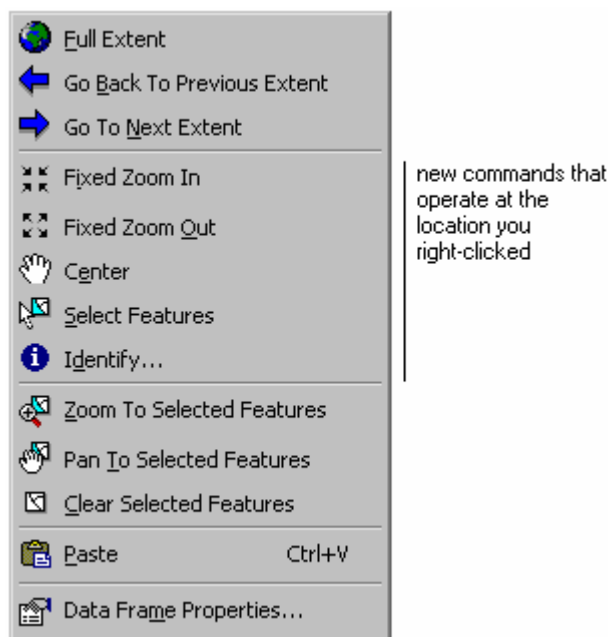 Full Extent
Go Back To Previous Extent
Go To Next Extent
Fixed Zoom In
Fixed Zoom Out
Center
Select Features
Identify...
Zoom To Selected Features
Pan To Selected Features
Clear Selected Features
Paste Ctrl+V
Data Frame Properties...
new commands that
operate at the
location you
right-clicked